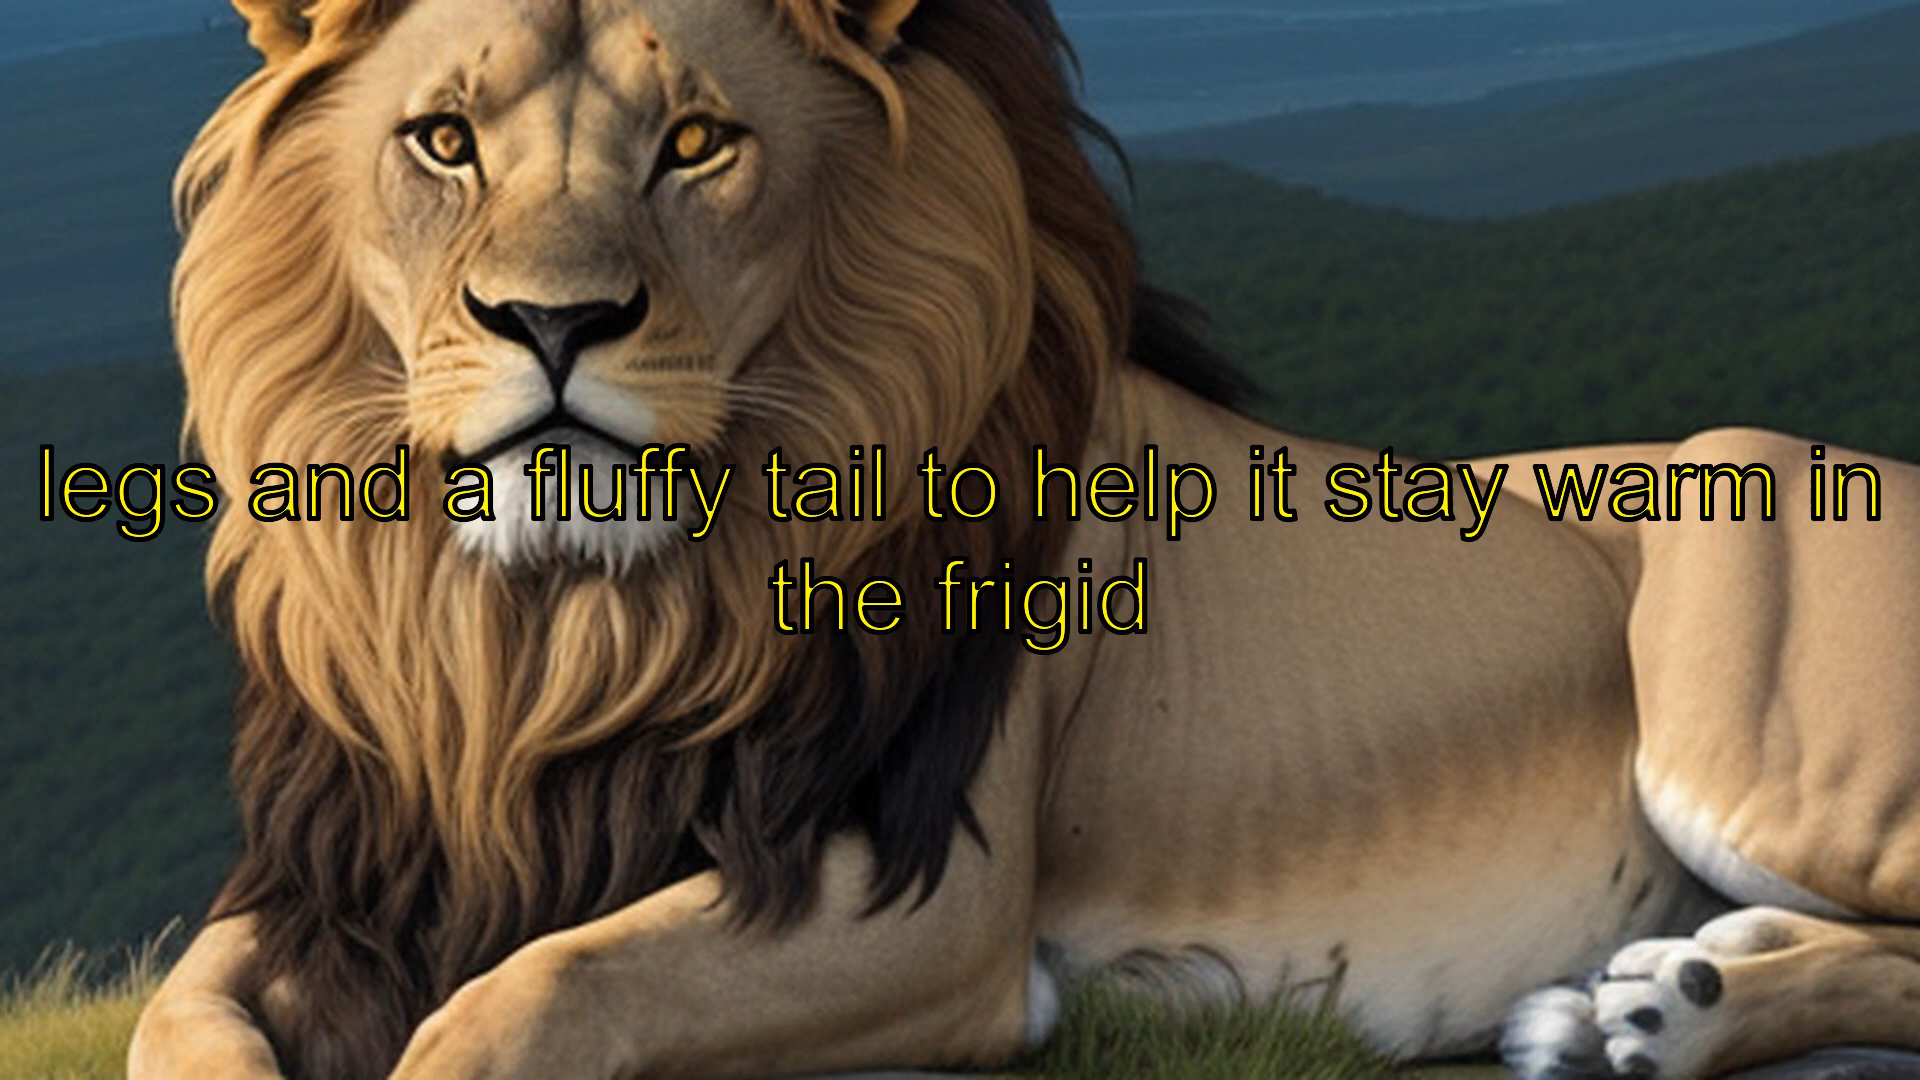 legs and a fluffy tail to help it stay warm in
the frigid